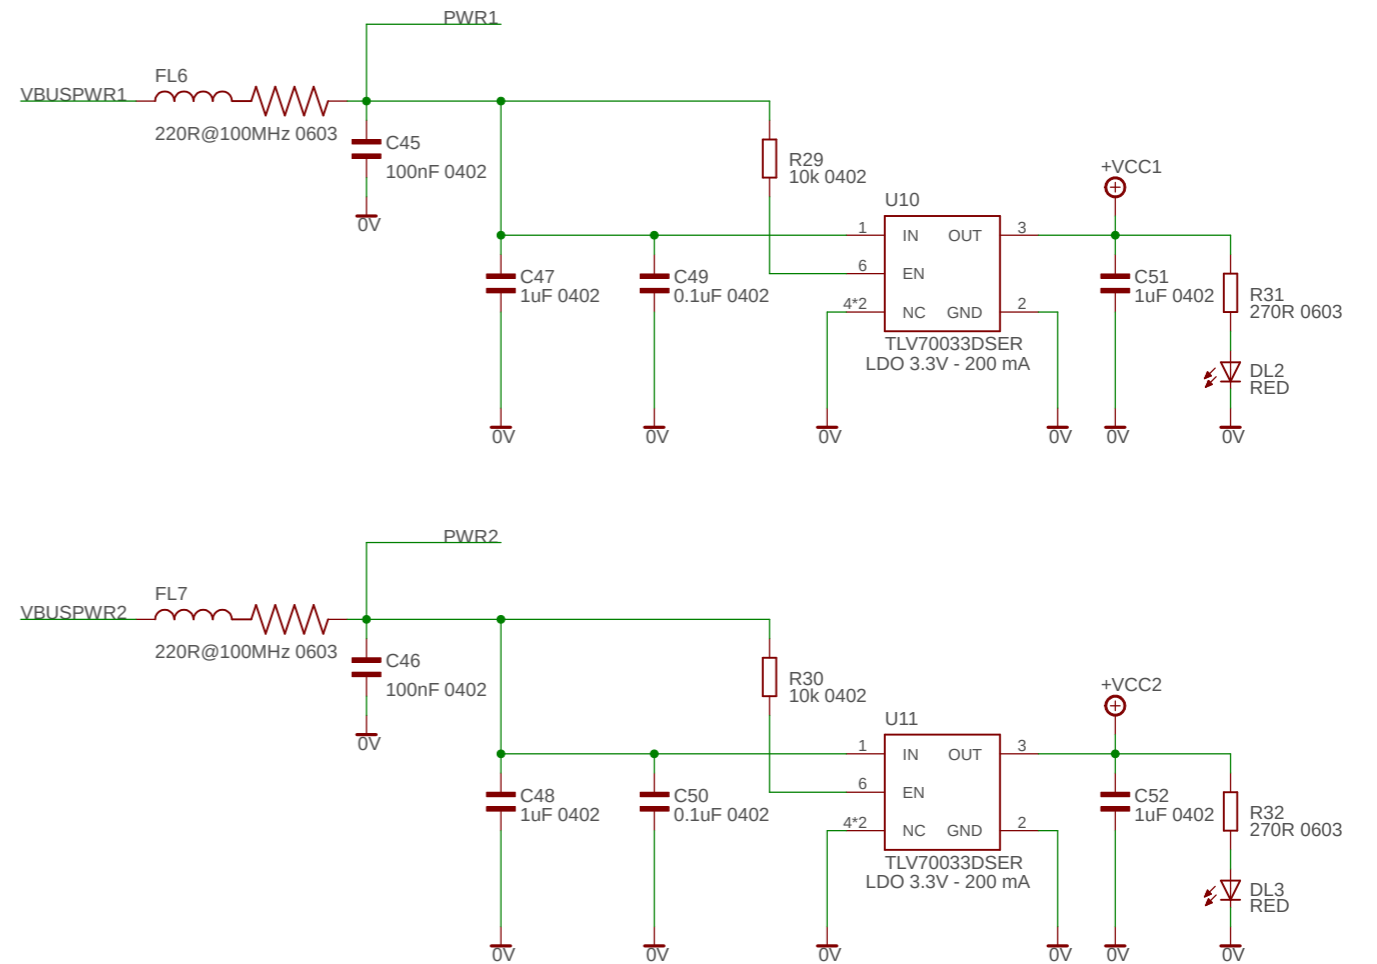 PWR1
FL6
VBUSPWR1
220R@100MHz 0603
C45
100nF 0402
0V
R29
10k 0402
+VCC1
U10
1
IN
OUT
3
6
EN
4*2
NC
GND
2
TLV70033DSER
LDO 3.3V - 200 mA
C47
1uF 0402
C49
0.1uF 0402
C51
1uF 0402
R31
270R 0603
DL2
RED
0V
0V
0V
0V
0V
0V
PWR2
FL7
VBUSPWR2
220R@100MHz 0603
C46
100nF 0402
0V
R30
10k 0402
+VCC2
U11
1
IN
OUT
3
6
EN
4*2
NC
GND
2
TLV70033DSER
LDO 3.3V - 200 mA
C48
1uF 0402
C50
0.1uF 0402
C52
1uF 0402
R32
270R 0603
DL3
RED
0V
0V
0V
0V
0V
0V